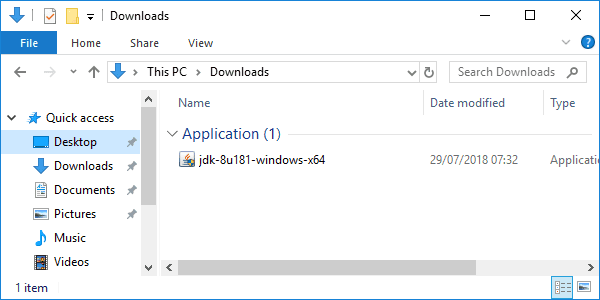 Downloads
File Home Share View
This PC Downloads Search Downloads
Name Date modified Type
Quick access
Application (1)
Desktop
jdk-8u181-windows-x64 29/07/2018 07:32 Applicatio
Downloads
Documents
Pictures
Music
Videos
1 item